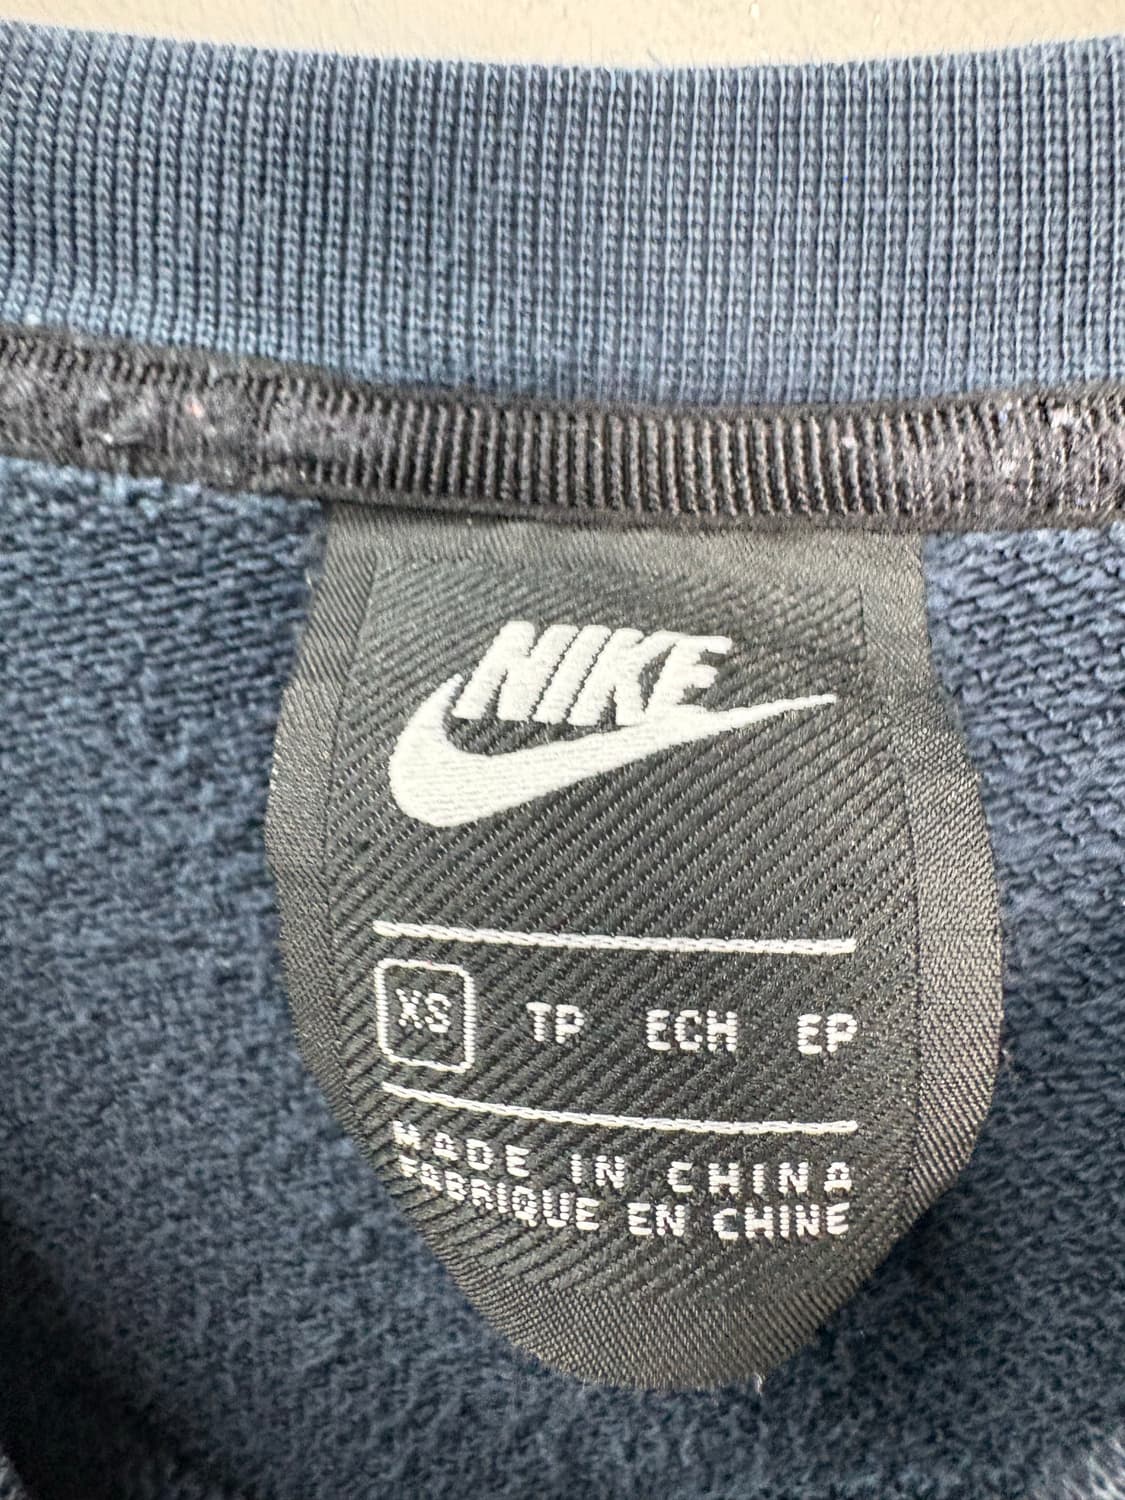 NIKE
XS TP ECH EP
MADE IN CHINA
FABRIQUE EN CHINE